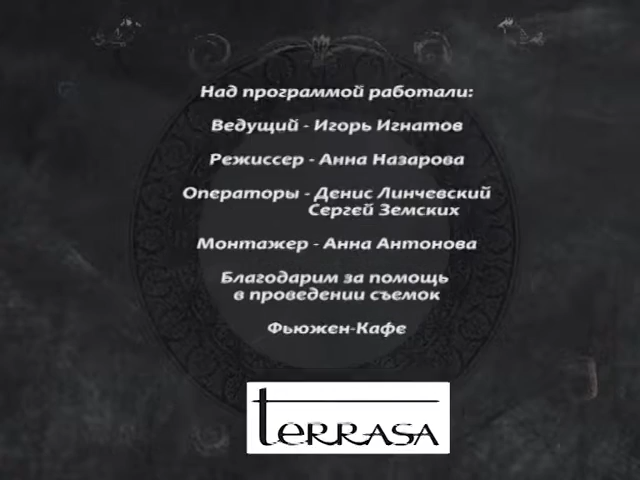 Над программой работали:
Ведущий - Игорь Игнатов
Режиссер - Анна Назарова
Операторы - Денис Линчевский
Сергей Земских
Монтажер - Анна Антонова
Благодарим за помощь
в проведении съемок
Фьюжен-Кафе
terrasa